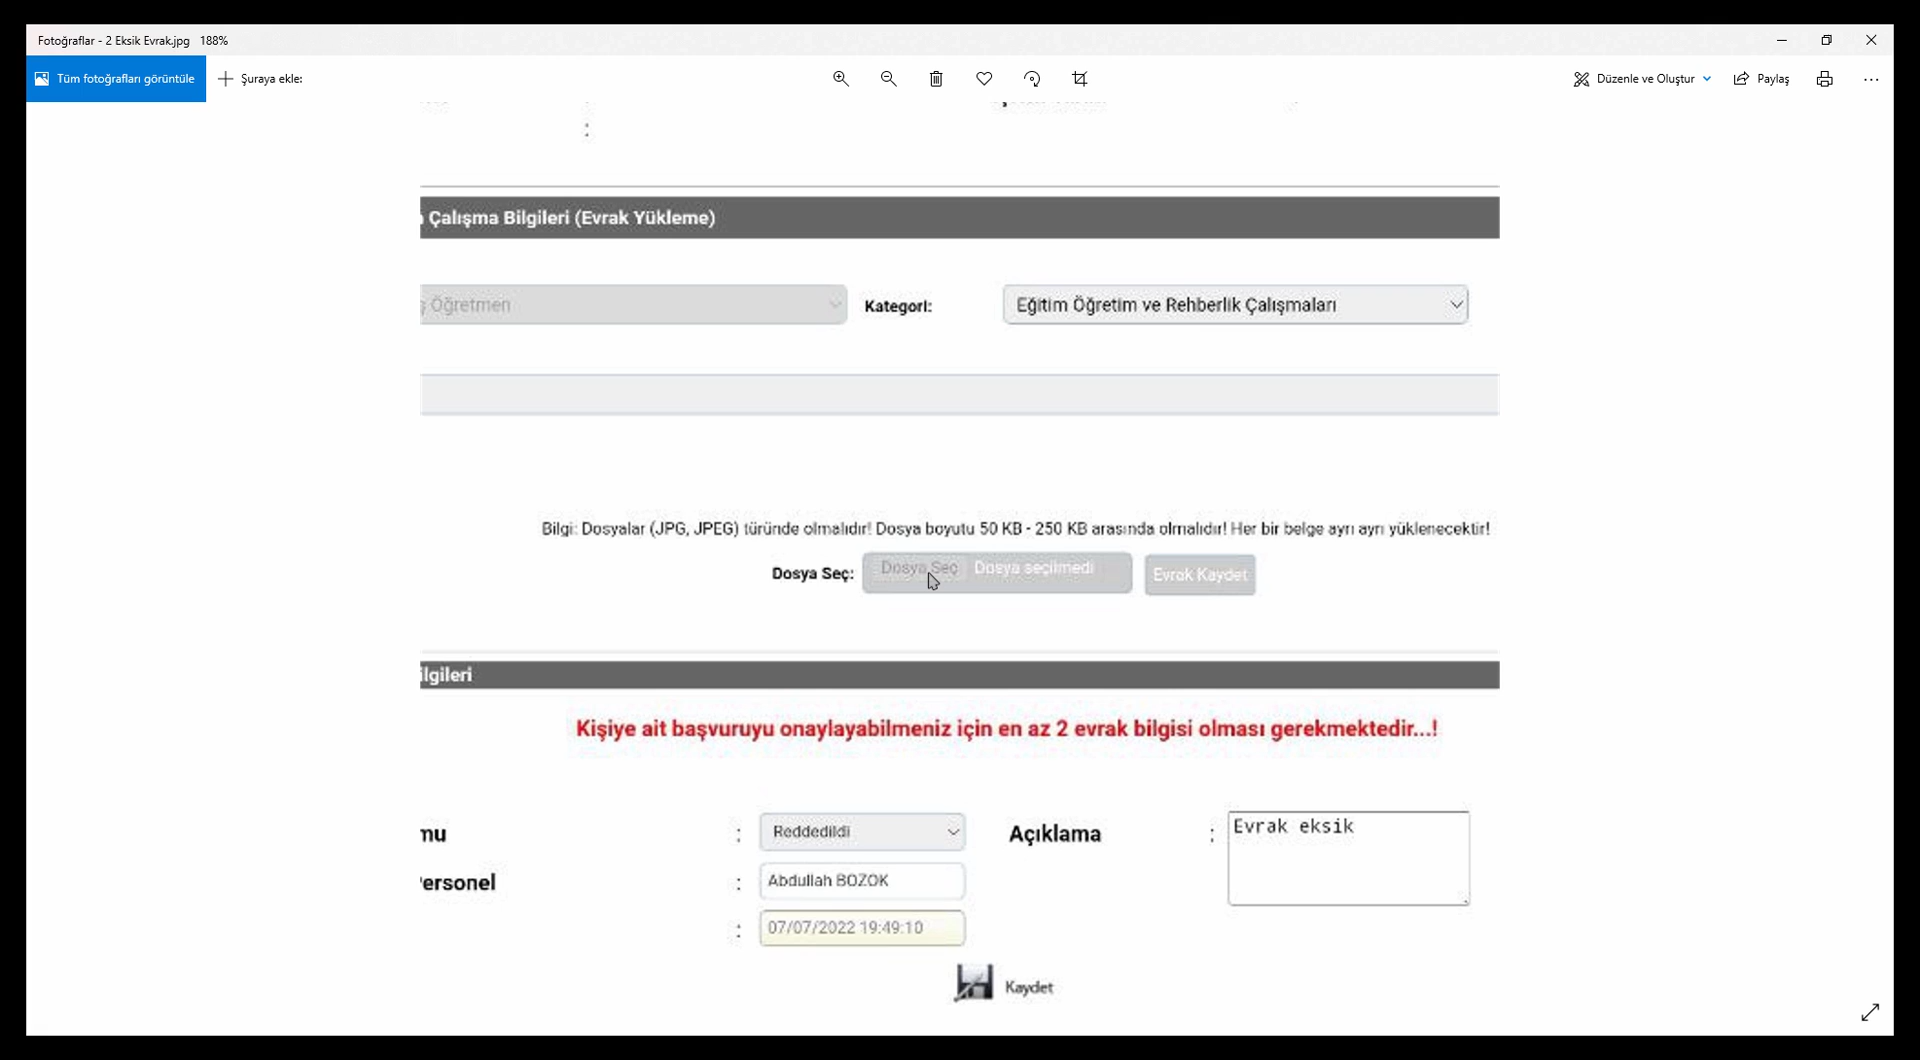 Fotoğraflar - 2 Eksik Evrak.jpg 188%
Tüm fotoğrafları görüntüle Şuraya ekle: Düzenle ve Oluştur Paylaş
:
Çalışma Bilgileri (Evrak Yükleme)
Öğretmen Kategori: Eğitim Öğretim ve Rehberlik Çalışmaları
Bilgi: Dosyalar (JPG, JPEG) türünde olmalıdır! Dosya boyutu 50 KB - 250 KB arasında olmalıdır! Her bir belge ayrı ayrı yüklenecektir!
Dosya Seç: Dosya Seç Dosya seçilmedi Evrak Kaydet
ilgileri
Kişiye ait başvuruyu onaylayabilmeniz için en az 2 evrak bilgisi olması gerekmektedir...!
mu : Reddedildi Açıklama : Evrak eksik
ersonel : Abdullah BOZOK
: 07/07/2022 19:49:10
Kaydet